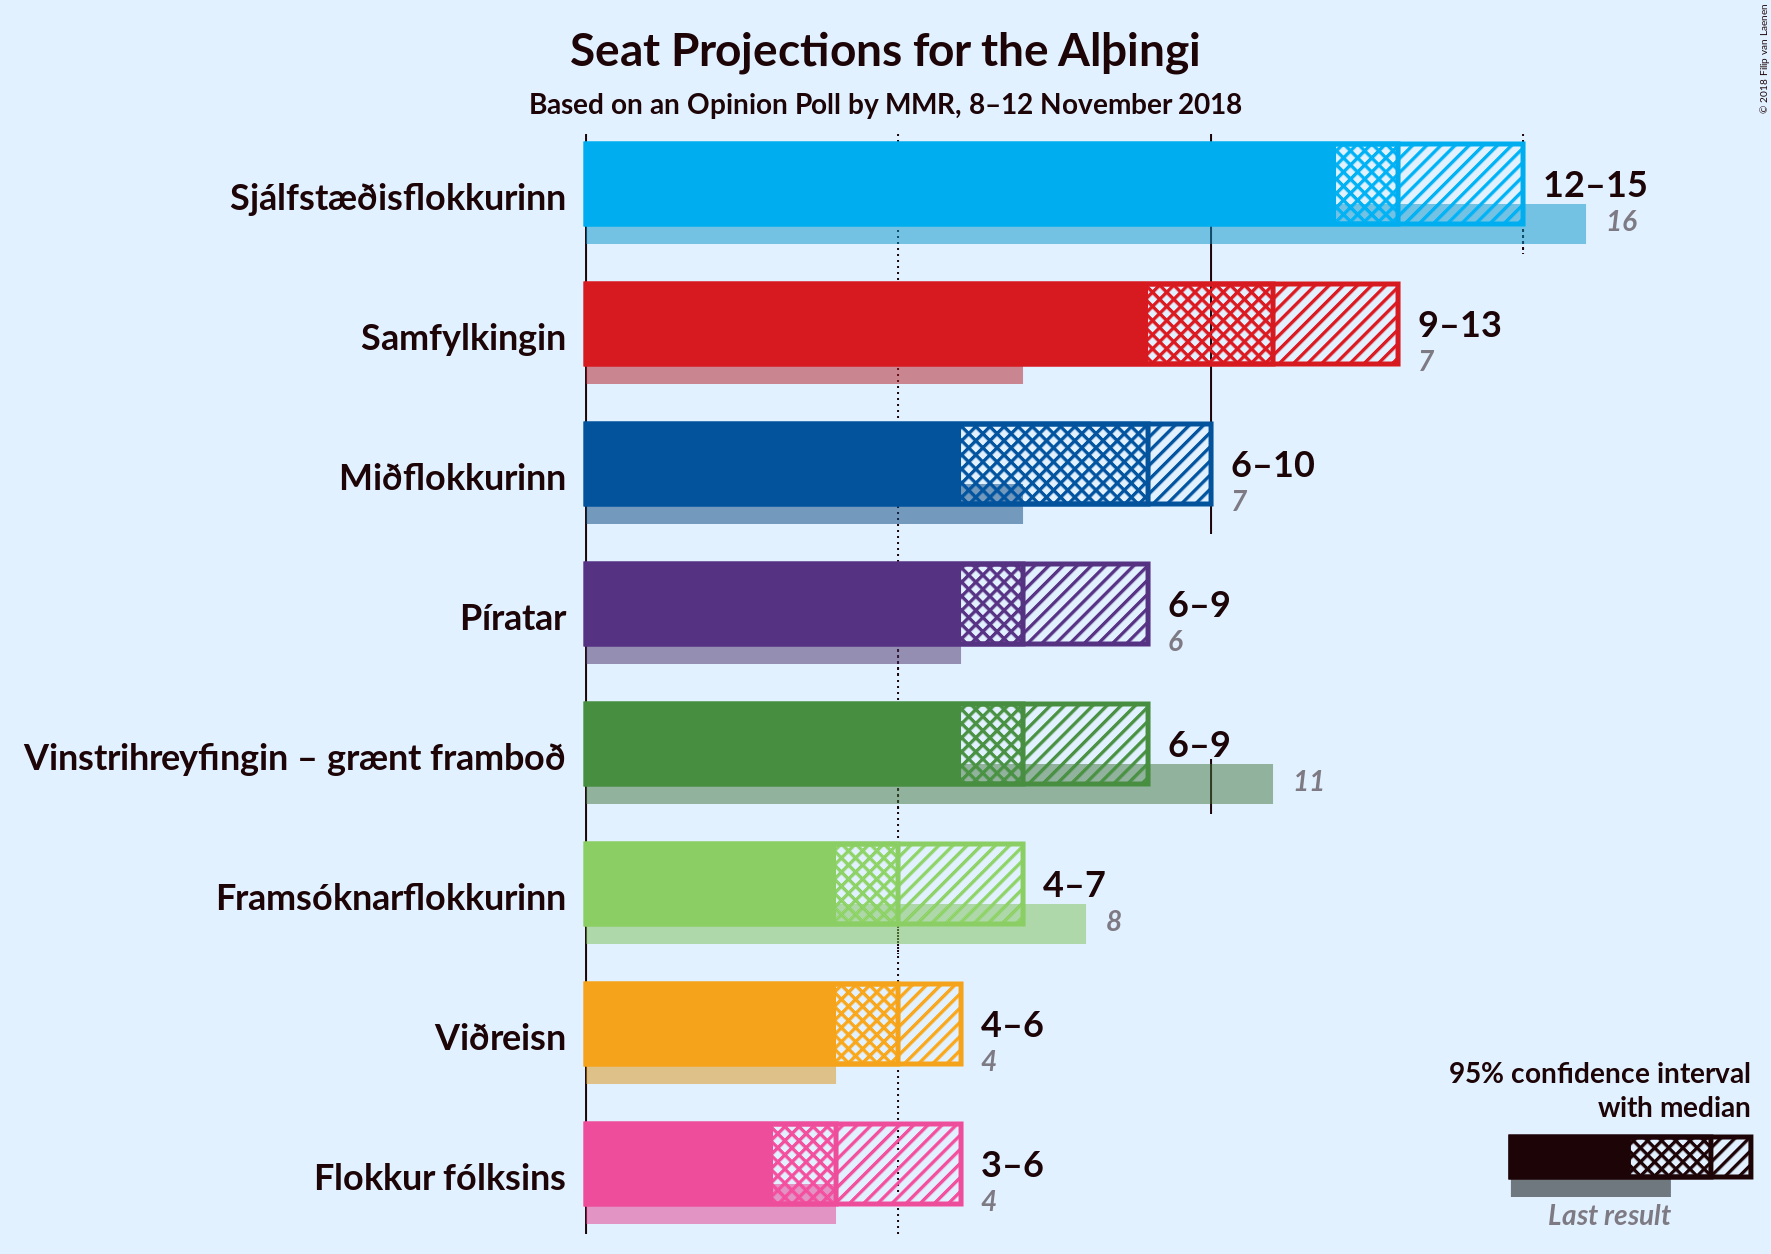 Seat Projections for the Alþingi
Based on an Opinion Poll by MMR, 8–12 November 2018
© 2018 Filip van Laenen
Sjálfstæðisflokkurinn
12–15
16
Samfylkingin
9–13
7
Miðflokkurinn
6–10
7
Píratar
6–9
6
Vinstrihreyfingin – grænt framboð
6–9
11
Framsóknarflokkurinn
4–7
8
Viðreisn
4–6
4
Flokkur fólksins
3–6
4
95% confidence interval
with median
Last result